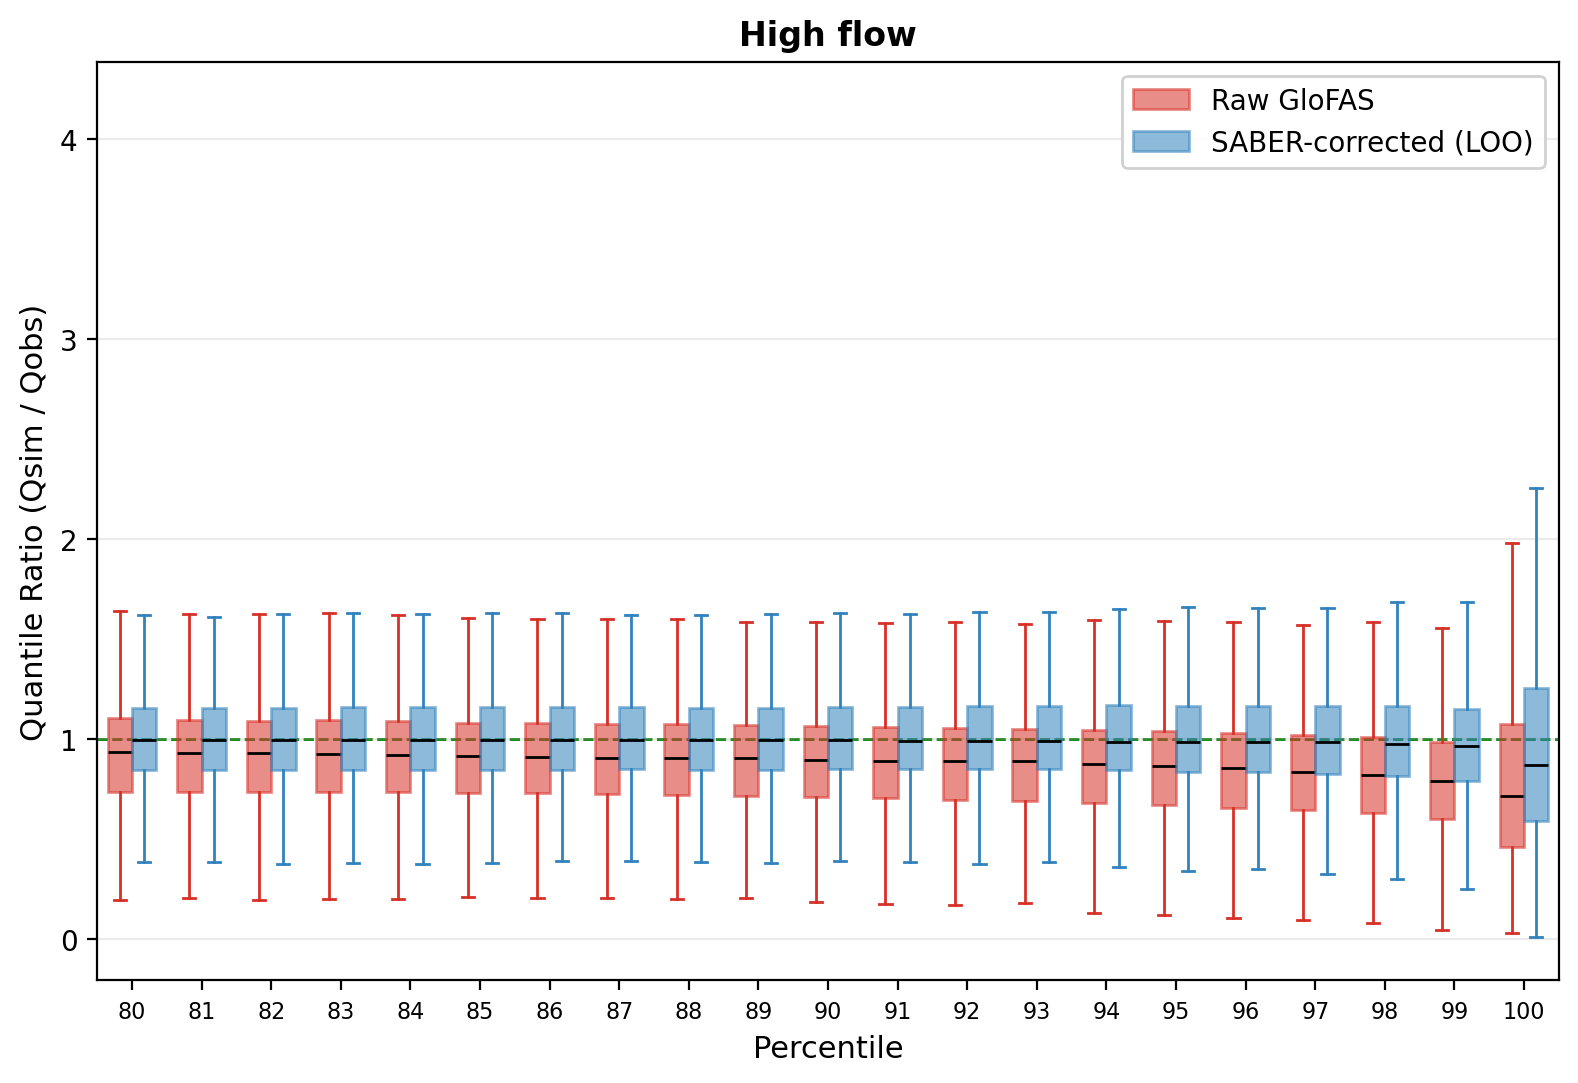 High flow
Raw GloFAS
SABER-corrected (LOO)
Quantile Ratio (Qsim / Qobs)
4
3
2
1
0
80 81 82 83 84 85 86 87 88 89 90 91 92 93 94 95 96 97 98 99 100
Percentile